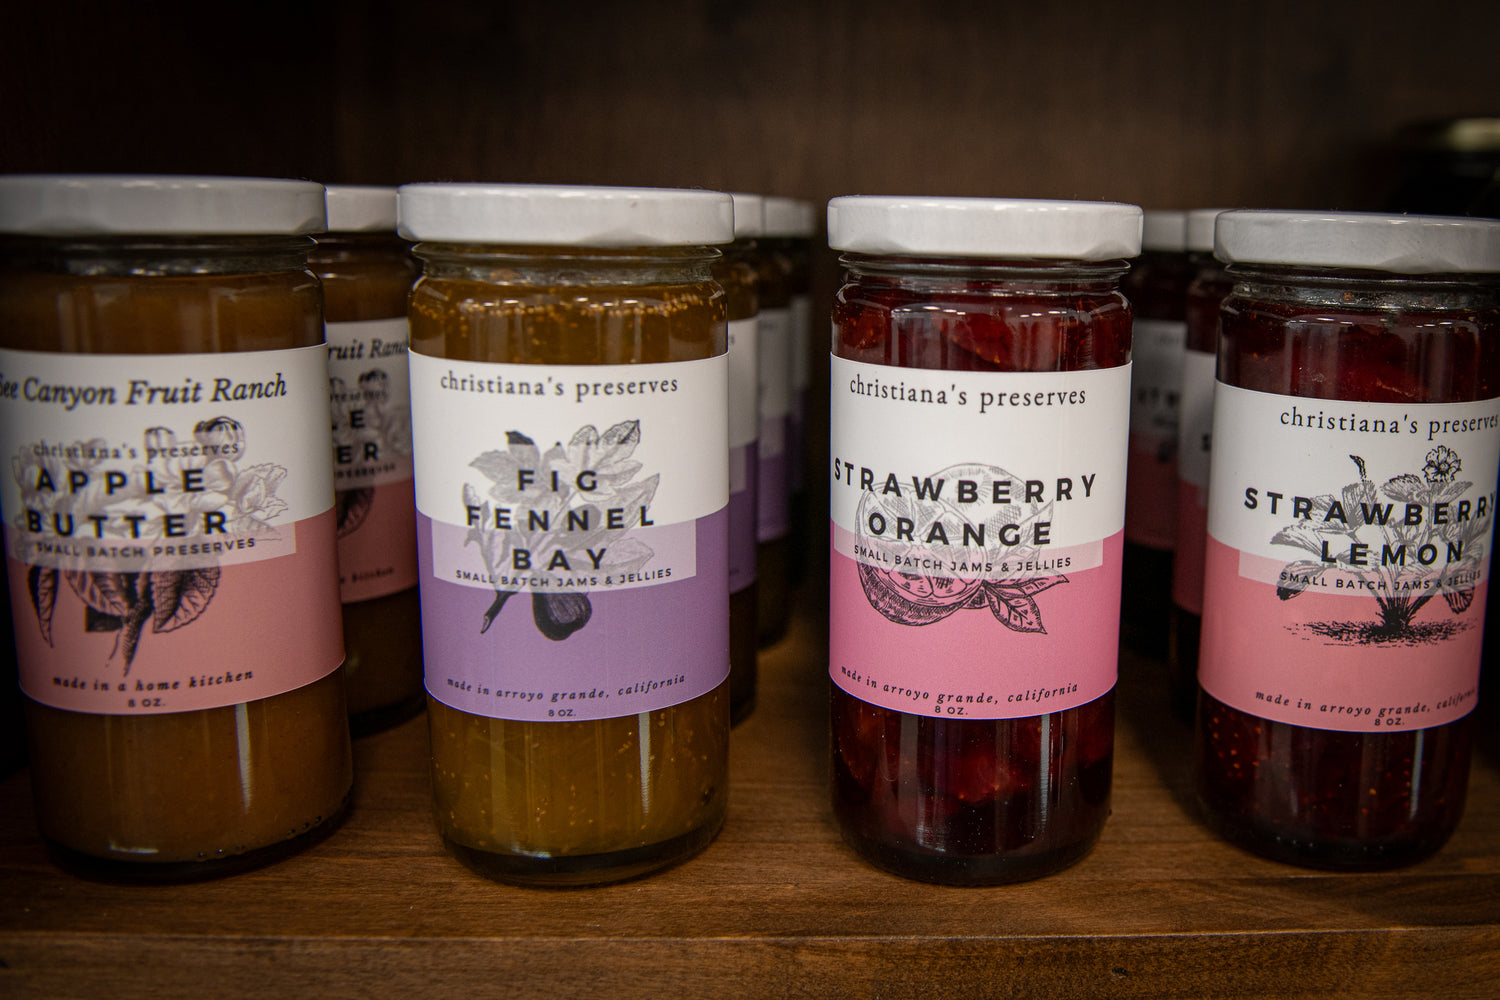 See Canyon Fruit Ranch
christiana's preserves
APPLE
BUTTER
SMALL BATCH PRESERVES
made in a home kitchen
8 OZ.
christiana's preserves
FIG
FENNEL
BAY
SMALL BATCH JAMS & JELLIES
made in arroyo grande, california
8 OZ.
christiana's preserves
STRAWBERRY
ORANGE
SMALL BATCH JAMS & JELLIES
made in arroyo grande, california
8 OZ.
christiana's preserves
STRAWBERRY
LEMON
SMALL BATCH JAMS & JELLIES
made in arroyo grande, california
8 OZ.